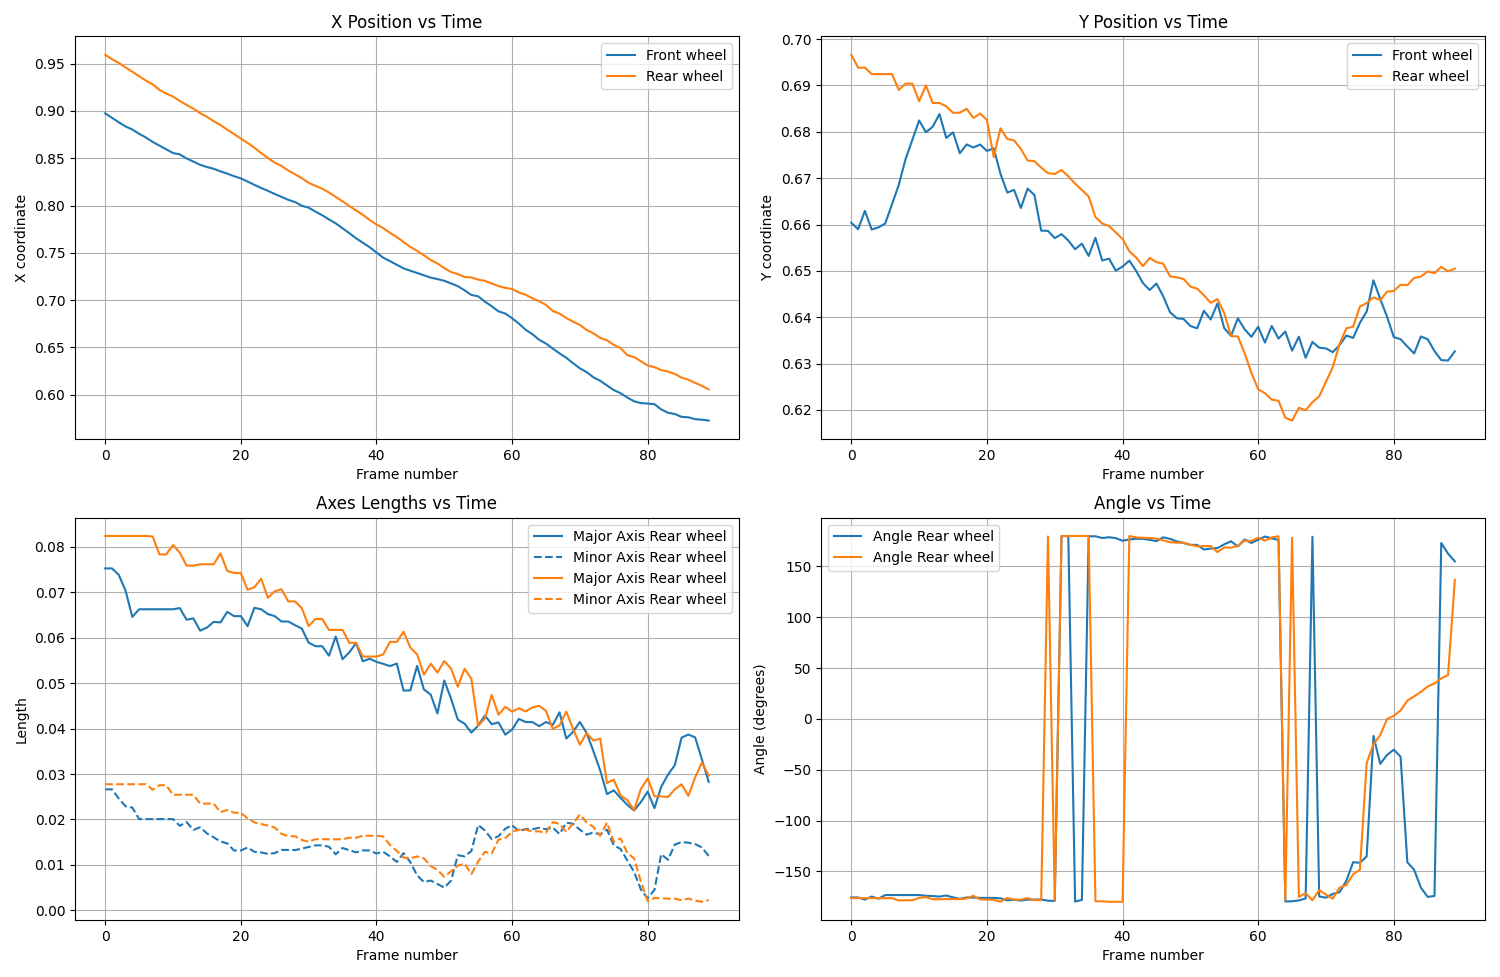 X Position vs Time
Front wheel
Rear wheel
0.95
0.90
0.85
0.80
0.75
0.70
0.65
0.60
X coordinate
0 20 40 60 80
Frame number
Y Position vs Time
Front wheel
Rear wheel
0.70
0.69
0.68
0.67
0.66
0.65
0.64
0.63
0.62
Y coordinate
0 20 40 60 80
Frame number
Axes Lengths vs Time
Major Axis Rear wheel
Minor Axis Rear wheel
Major Axis Rear wheel
Minor Axis Rear wheel
0.08
0.07
0.06
0.05
0.04
0.03
0.02
0.01
0.00
Length
0 20 40 60 80
Frame number
Angle vs Time
Angle Rear wheel
Angle Rear wheel
150
100
50
0
−50
−100
−150
Angle (degrees)
0 20 40 60 80
Frame number